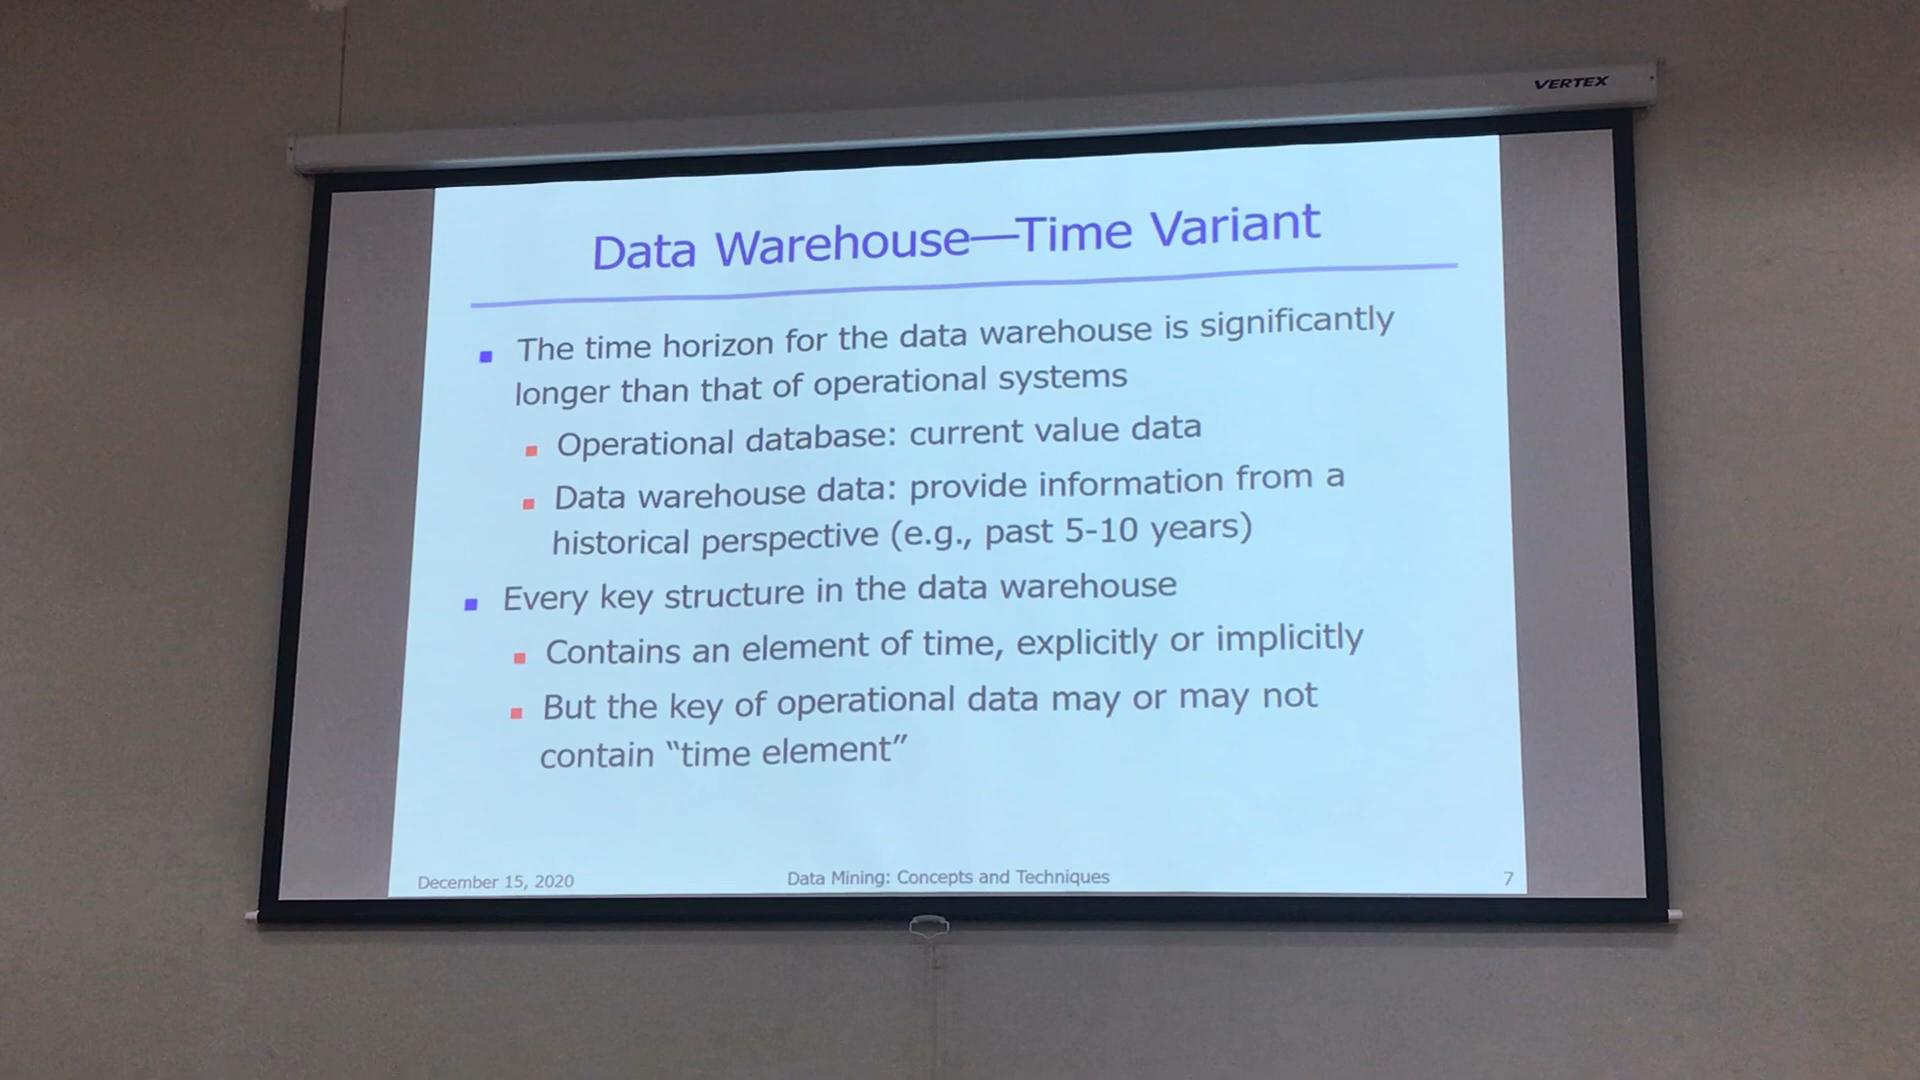 VERTEX
Data Warehouse—Time Variant
The time horizon for the data warehouse is significantly
longer than that of operational systems
Operational database: current value data
Data warehouse data: provide information from a
historical perspective (e.g., past 5-10 years)
Every key structure in the data warehouse
Contains an element of time, explicitly or implicitly
But the key of operational data may or may not
contain “time element”
December 15, 2020
Data Mining: Concepts and Techniques
7